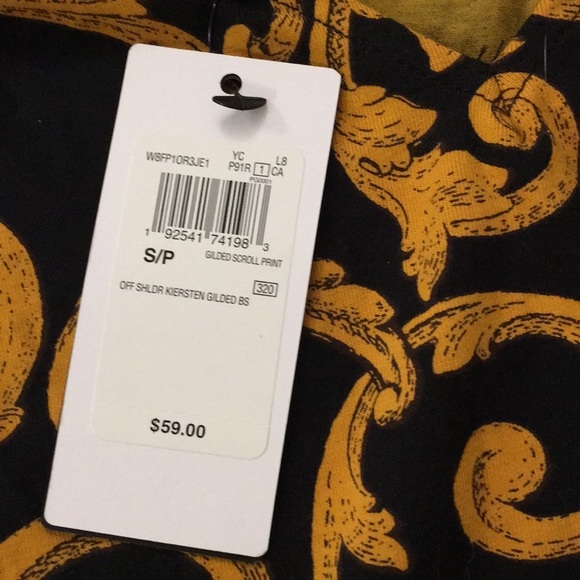 W8FP1OR3JE1 YC L8
P91R 1 CA
PG0001
1 92541 74198 3
S/P GILDED SCROLL PRINT
OFF SHLDR KIERSTEN GILDED BS 320
$59.00